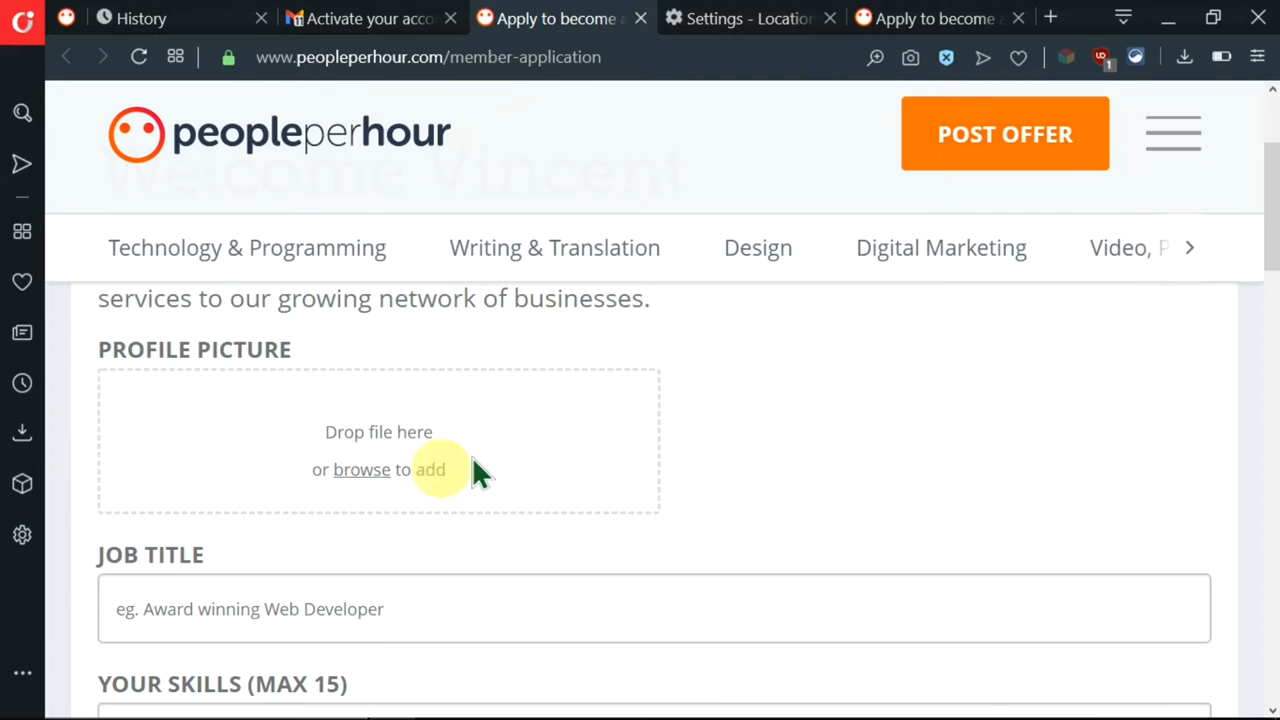 History
Activate your acco
Apply to become a
Settings - Location
Apply to become a
www.peopleperhour.com/member-application
1
peopleperhour
POST OFFER
Welcome Vincent
Technology & Programming
Writing & Translation
Design
Digital Marketing
Video, P
services to our growing network of businesses.
PROFILE PICTURE
Drop file here
or browse to add
JOB TITLE
eg. Award winning Web Developer
YOUR SKILLS (MAX 15)